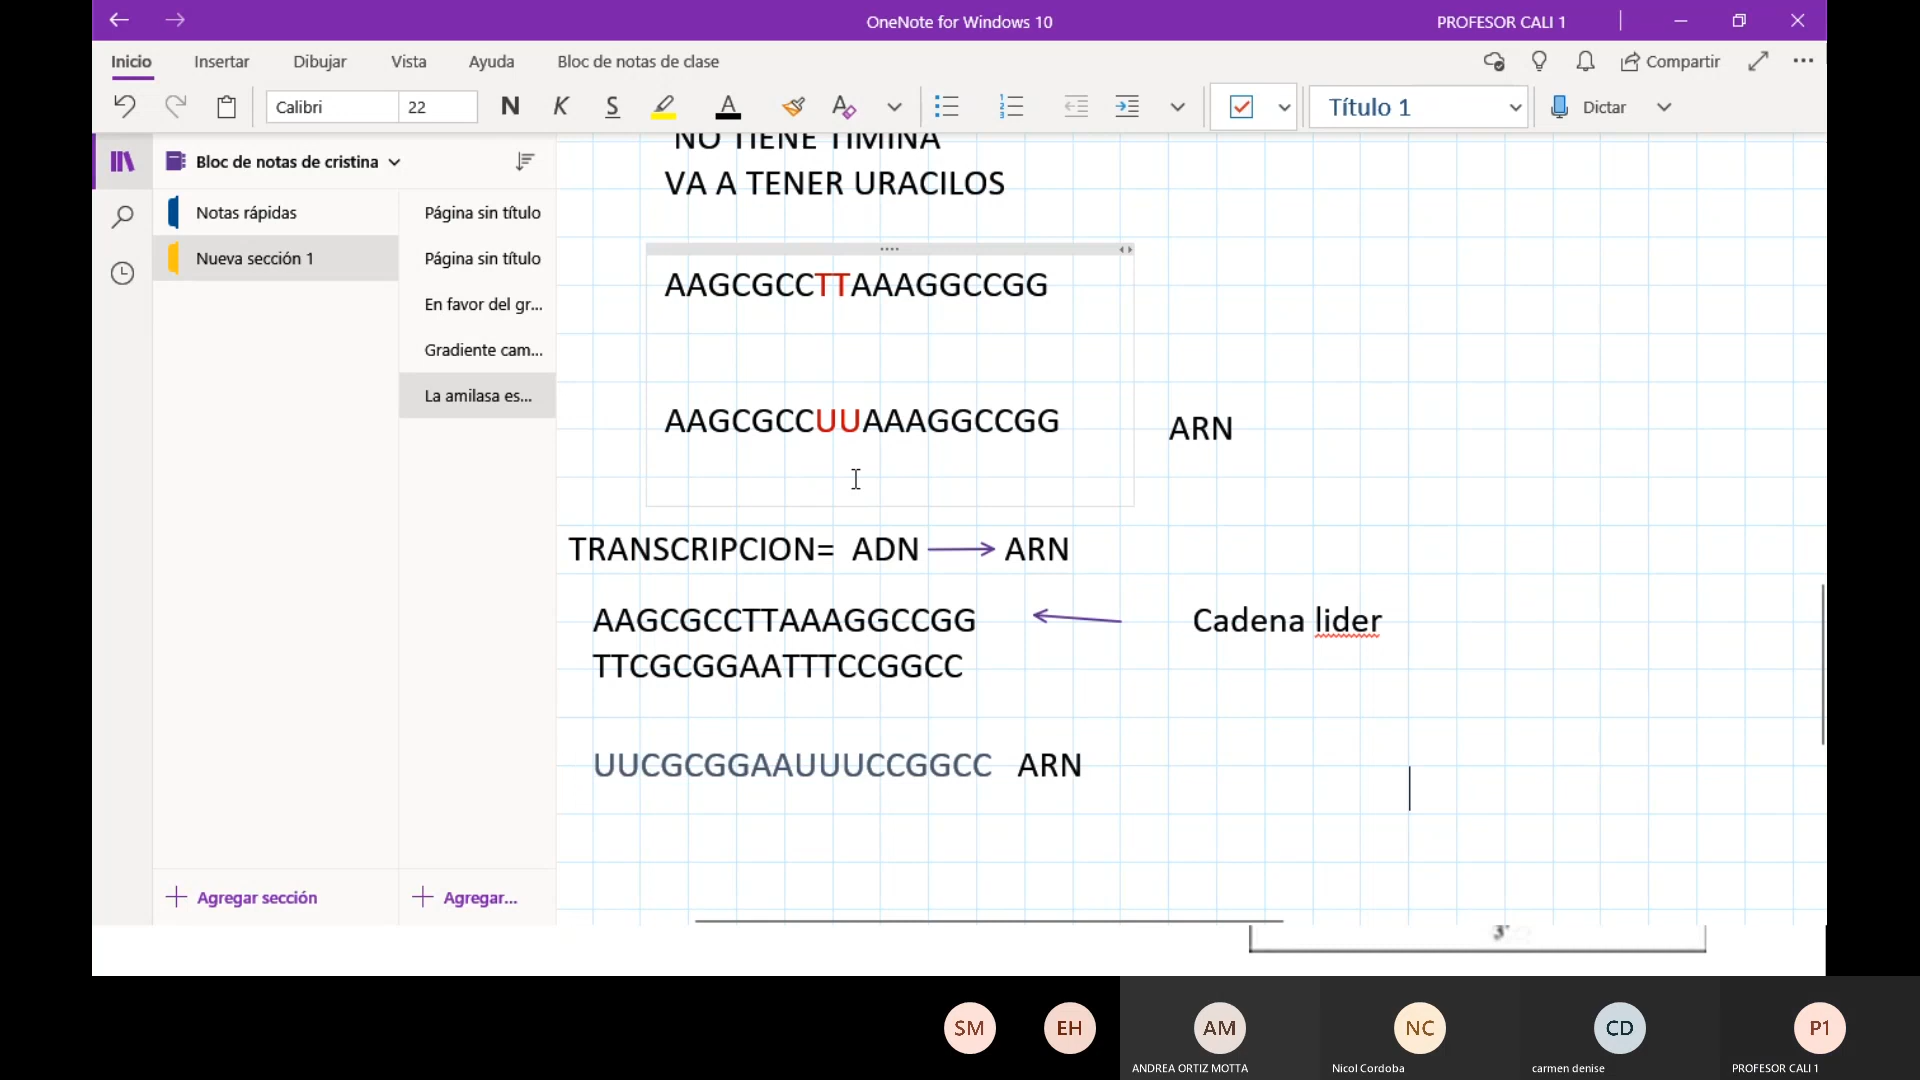 OneNote for Windows 10
PROFESOR CALI 1
Inicio
Insertar
Dibujar
Vista
Ayuda
Bloc de notas de clase
Compartir
Calibri
22
N
K
S
A
A
Título 1
Dictar
Bloc de notas de cristina
Notas rápidas
Nueva sección 1
Agregar sección
Página sin título
Página sin título
En favor del gr...
Gradiente cam...
La amilasa es...
Agregar...
NO TIENE TIMINA
VA A TENER URACILOS
AAGCGCCTTAAAGGCCGG
AAGCGCCUUAAAGGCCGG
ARN
TRANSCRIPCION= ADN
ARN
AAGCGCCTTAAAGGCCGG
Cadena lider
TTCGCGGAATTTCCGGCC
UUCGCGGAAUUUCCGGCC ARN
3'
SM
EH
AM
ANDREA ORTIZ MOTTA
NC
Nicol Cordoba
CD
carmen denise
P1
PROFESOR CALI 1